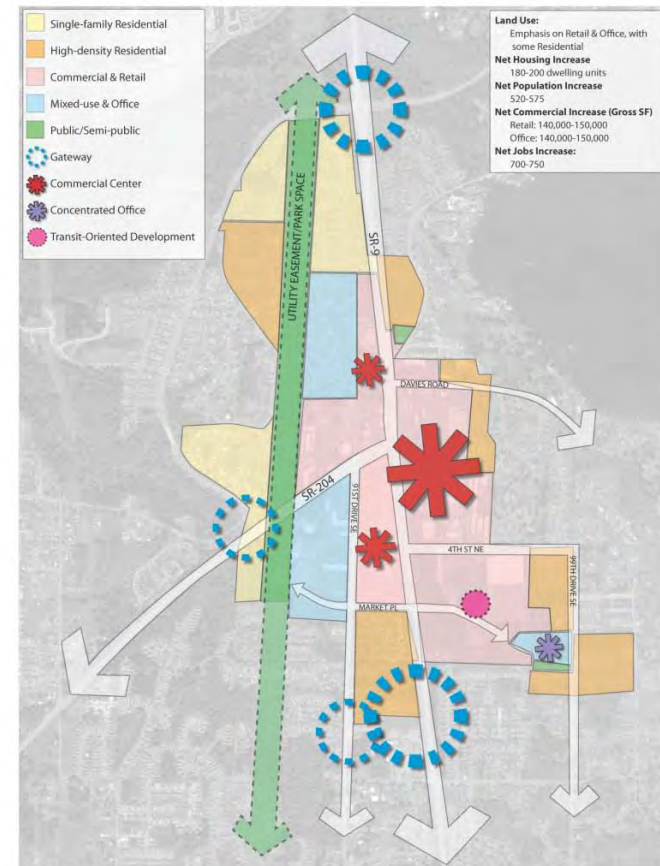 Single-family Residential
High-density Residential
Commercial & Retail
Mixed-use & Office
Public/Semi-public
Gateway
Commercial Center
Concentrated Office
Transit-Oriented Development
Land Use:
Emphasis on Retail & Office, with
some Residential
Net Housing Increase
180-200 dwelling units
Net Population Increase
520-575
Net Commercial Increase (Gross SF)
Retail: 140,000-150,000
Office: 140,000-150,000
Net Jobs Increase:
700-750
UTILITY EASEMENT/PARK SPACE
SR-9
DAVIES ROAD
SR-204
91ST DRIVE SE
4TH ST NE
99TH DRIVE SE
MARKET PL